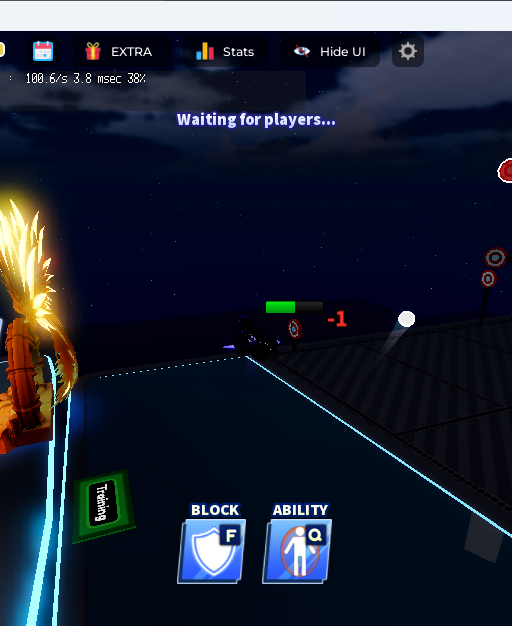 EXTRA
Stats
Hide UI
: 100.6/s 3.8 msec 38%
Waiting for players...
-1
Training
BLOCK
ABILITY
F
Q